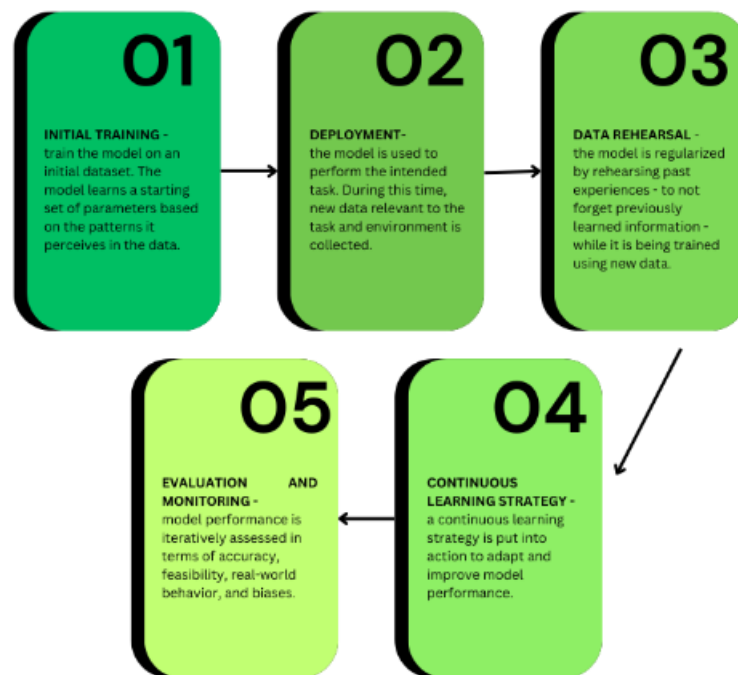 01
INITIAL TRAINING -
train the model on an
initial dataset. The
model learns a starting
set of parameters based
on the patterns it
perceives in the data.
02
DEPLOYMENT-
the model is used to
perform the intended
task. During this time,
new data relevant to the
task and environment is
collected.
03
DATA REHEARSAL -
the model is regularized
by rehearsing past
experiences - to not
forget previously
learned information -
while it is being trained
using new data.
04
CONTINUOUS
LEARNING STRATEGY -
a continuous learning
strategy is put into
action to adapt and
improve model
performance.
05
EVALUATION AND
MONITORING -
model performance is
iteratively assessed in
terms of accuracy,
feasibility, real-world
behavior, and biases.